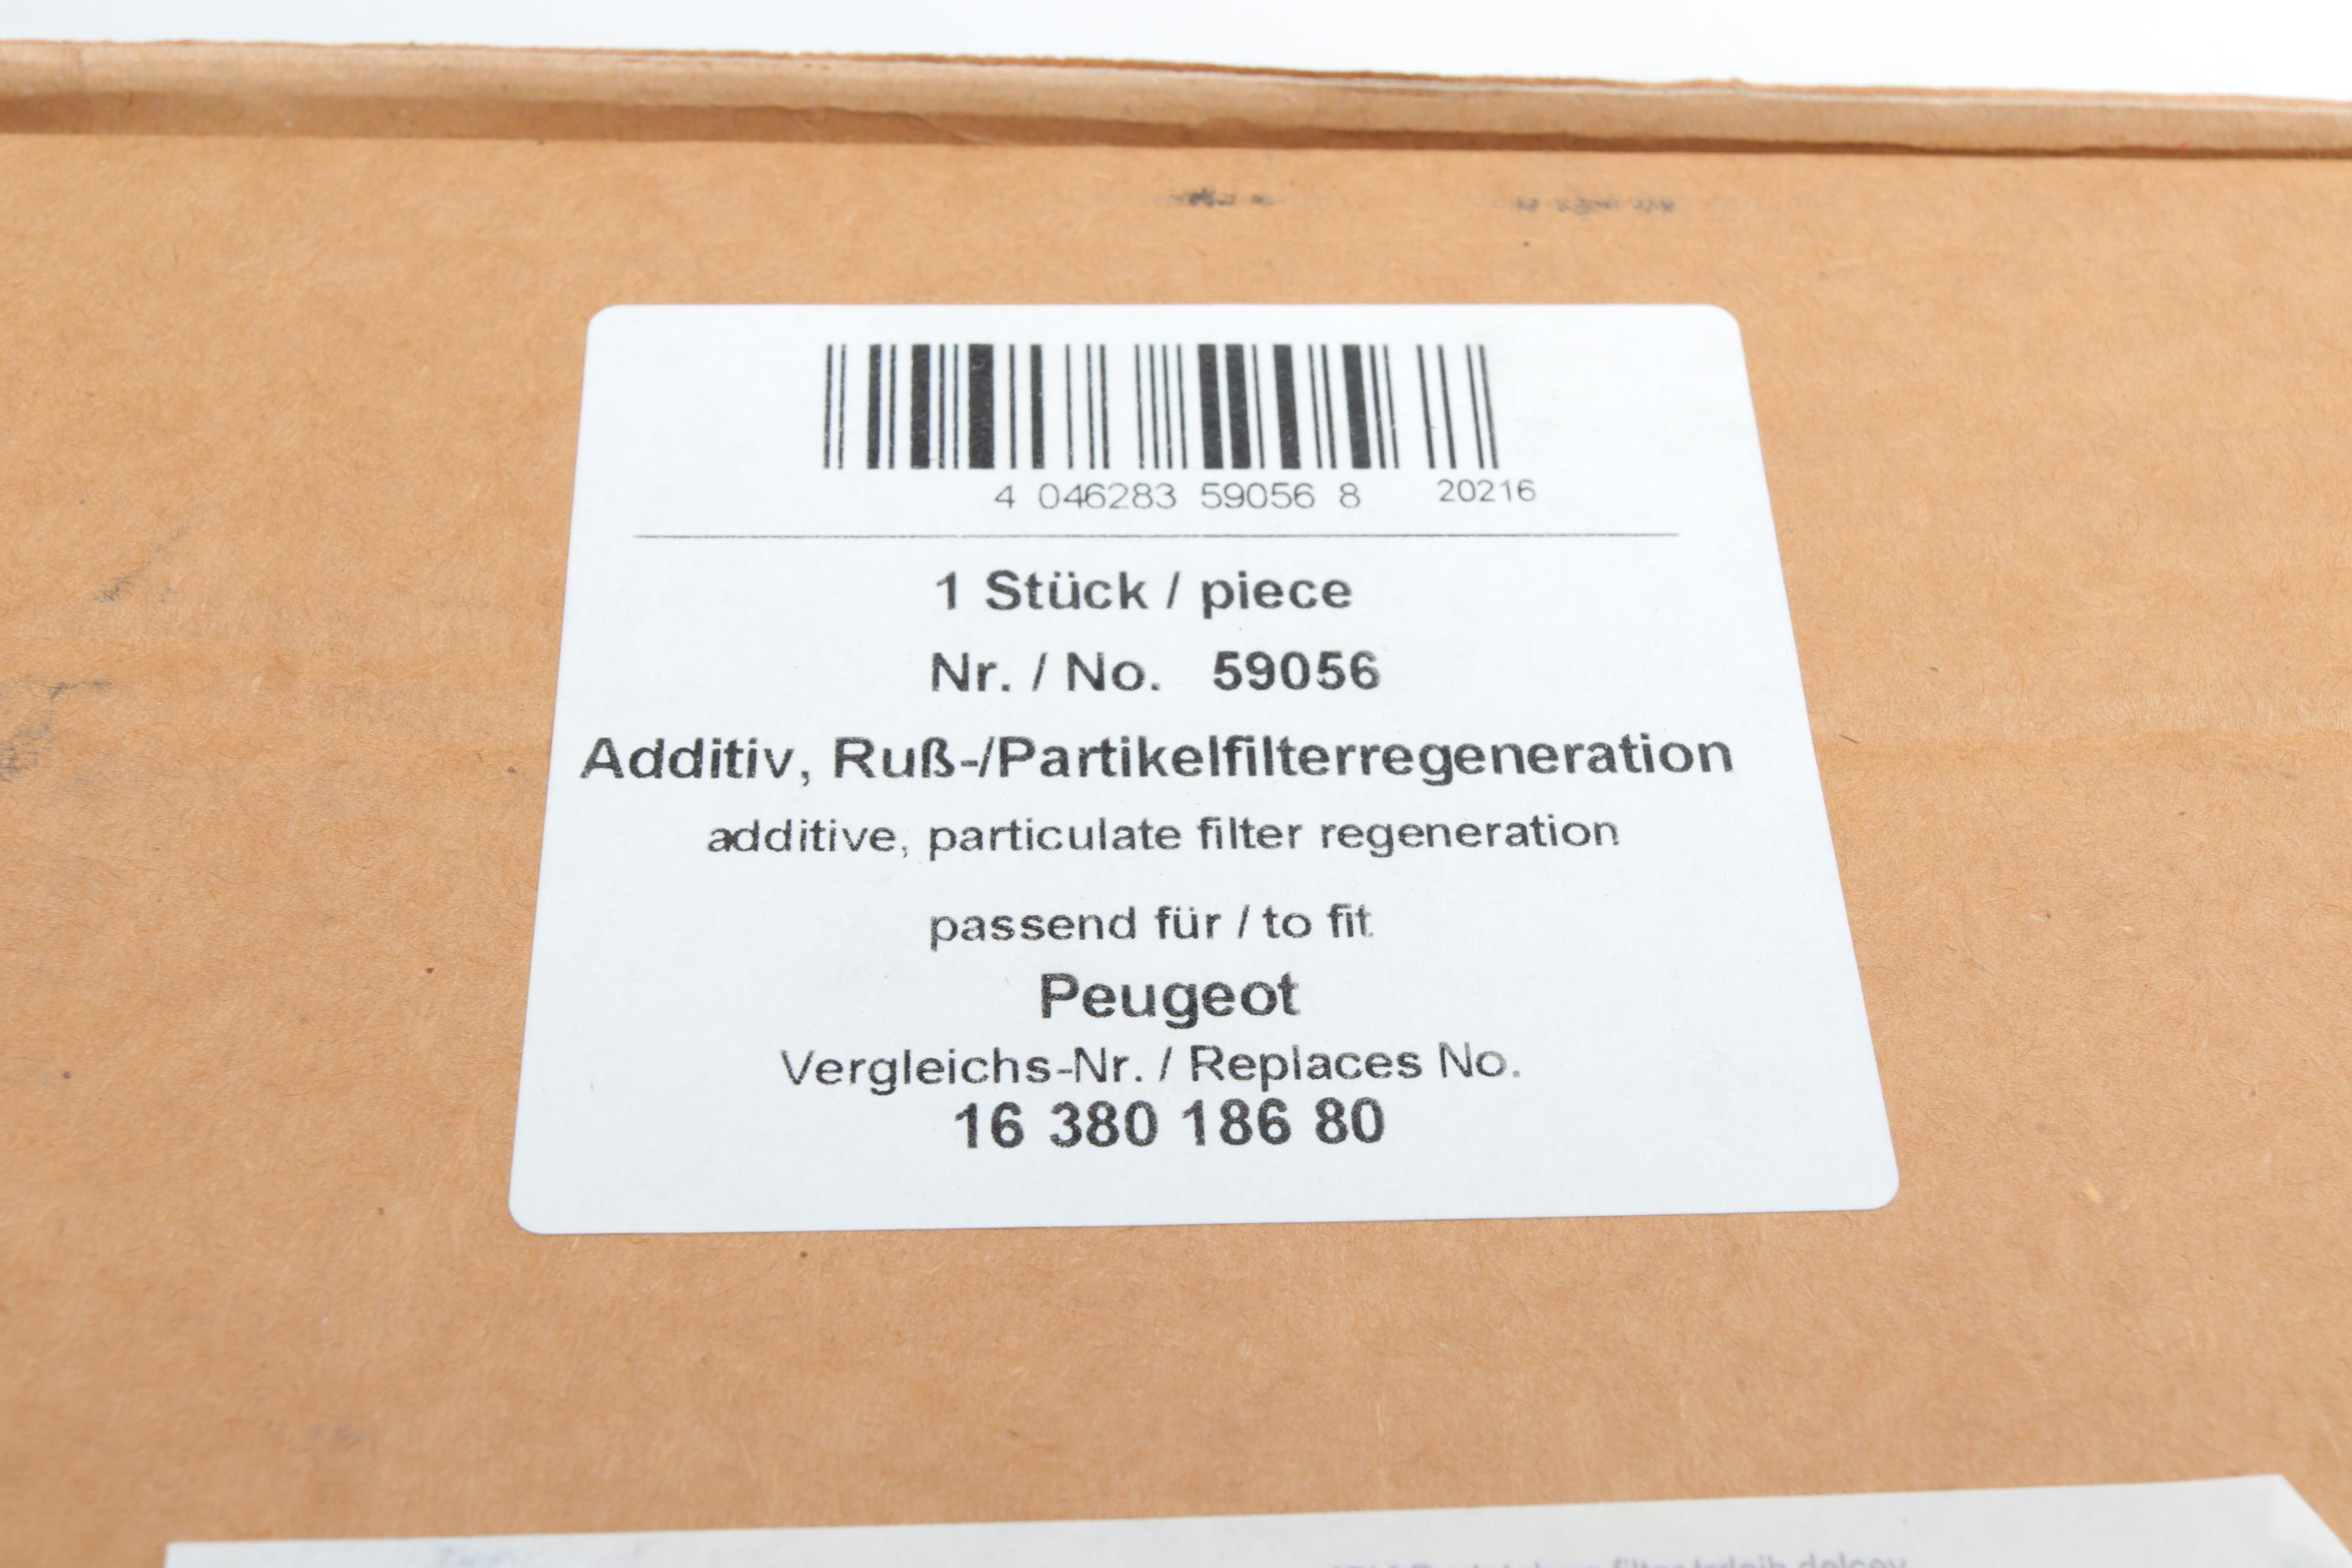 4 046283 59056 8 20216
1 Stück / piece
Nr. / No. 59056
Additiv, Ruß-/Partikelfilterregeneration
additive, particulate filter regeneration
passend für / to fit
Peugeot
Vergleichs-Nr. / Replaces No.
16 380 186 80